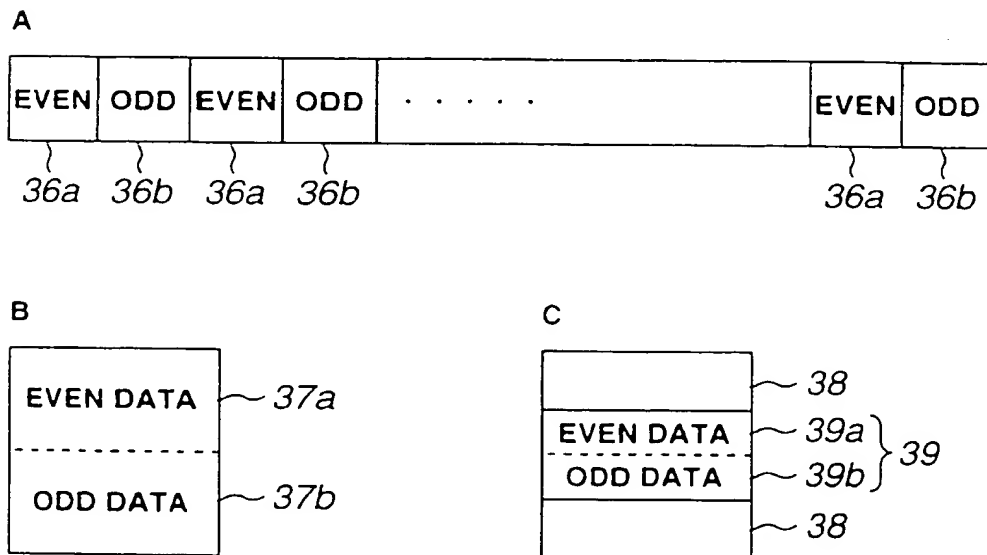 A
EVEN ODD EVEN ODD · · · · · EVEN ODD
36a 36b 36a 36b 36a 36b
B
EVEN DATA 37a
ODD DATA 37b
C
38
EVEN DATA 39a
39
ODD DATA 39b
38